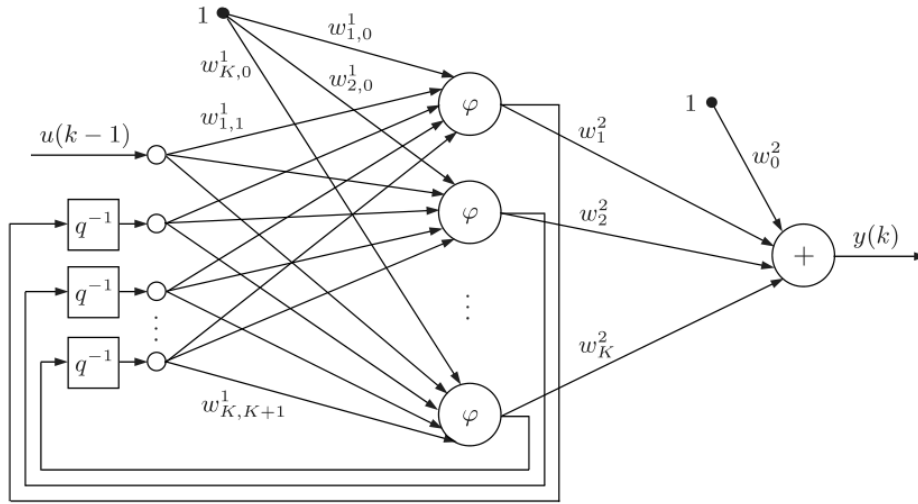 1
w^1_{1,0}
w^1_{K,0}
w^1_{2,0}
φ
1
w^1_{1,1}
u(k − 1)
w^2_1
w^2_0
q^{−1}
φ
w^2_2
y(k)
+
q^{−1}
⋮
⋮
q^{−1}
w^2_K
w^1_{K,K+1}
φ